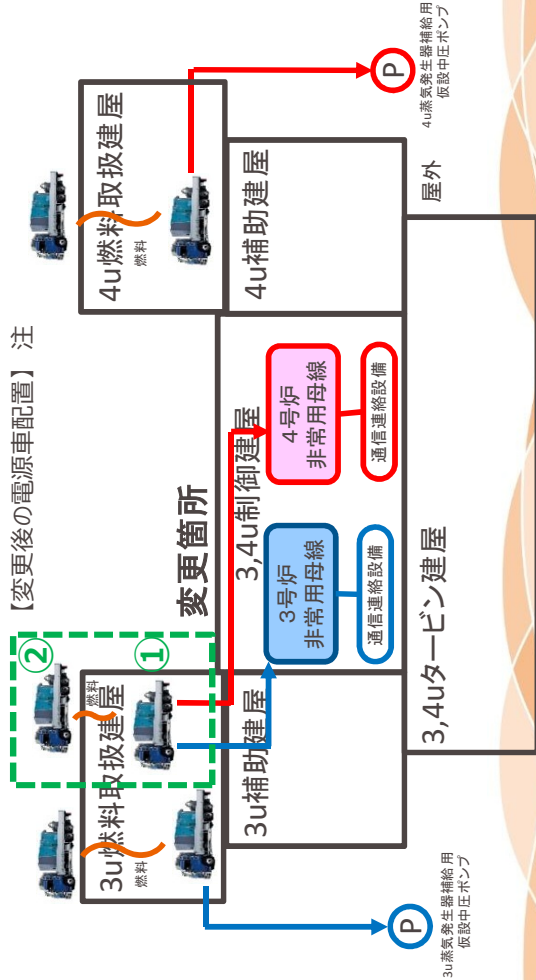 【変更後の電源車配置】 注
②
①
変更箇所
燃料
3u燃料取扱建屋
燃料
4u燃料取扱建屋
燃料
3u補助建屋
3,4u制御建屋
4u補助建屋
3号炉
非常用母線
4号炉
非常用母線
通信連絡設備
通信連絡設備
3,4uタービン建屋
屋外
P
3u蒸気発生器補給用
仮設中圧ポンプ
P
4u蒸気発生器補給用
仮設中圧ポンプ